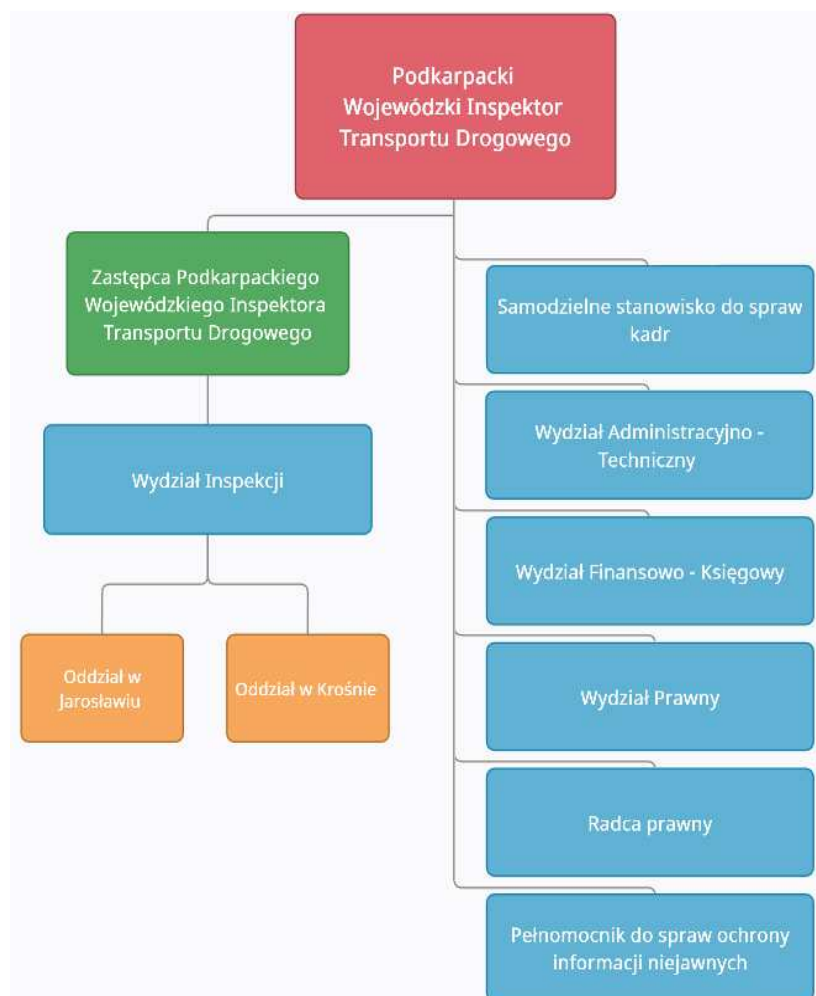 Podkarpacki
Wojewódzki Inspektor
Transportu Drogowego
Zastępca Podkarpackiego
Wojewódzkiego Inspektora
Transportu Drogowego
Wydział Inspekcji
Oddział w
Jarosławiu
Oddział w Krośnie
Samodzielne stanowisko do spraw
kadr
Wydział Administracyjno -
Techniczny
Wydział Finansowo - Księgowy
Wydział Prawny
Radca prawny
Pełnomocnik do spraw ochrony
informacji niejawnych